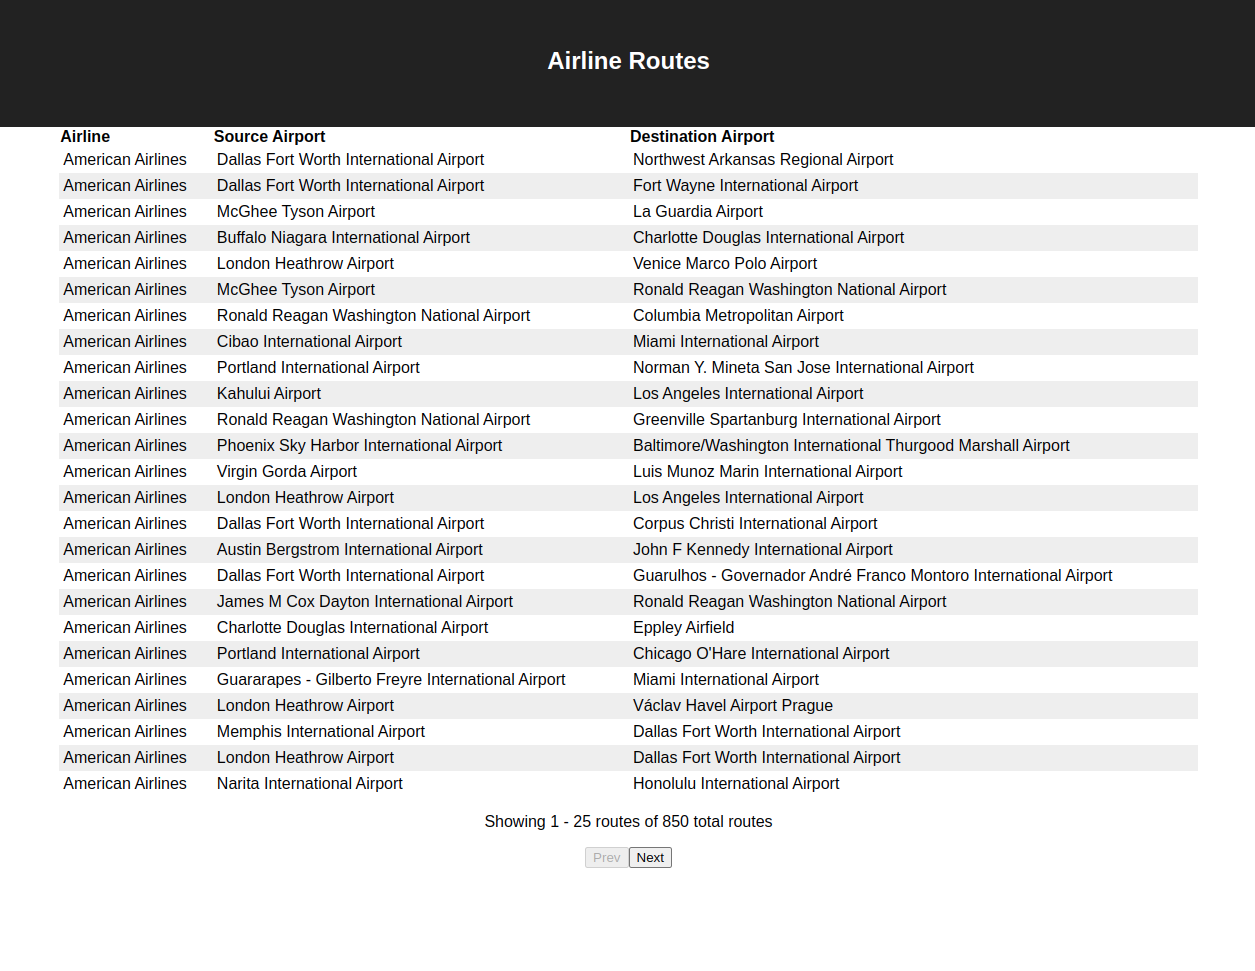 Airline Routes
Airline Source Airport Destination Airport
American Airlines Dallas Fort Worth International Airport Northwest Arkansas Regional Airport
American Airlines Dallas Fort Worth International Airport Fort Wayne International Airport
American Airlines McGhee Tyson Airport La Guardia Airport
American Airlines Buffalo Niagara International Airport Charlotte Douglas International Airport
American Airlines London Heathrow Airport Venice Marco Polo Airport
American Airlines McGhee Tyson Airport Ronald Reagan Washington National Airport
American Airlines Ronald Reagan Washington National Airport Columbia Metropolitan Airport
American Airlines Cibao International Airport Miami International Airport
American Airlines Portland International Airport Norman Y. Mineta San Jose International Airport
American Airlines Kahului Airport Los Angeles International Airport
American Airlines Ronald Reagan Washington National Airport Greenville Spartanburg International Airport
American Airlines Phoenix Sky Harbor International Airport Baltimore/Washington International Thurgood Marshall Airport
American Airlines Virgin Gorda Airport Luis Munoz Marin International Airport
American Airlines London Heathrow Airport Los Angeles International Airport
American Airlines Dallas Fort Worth International Airport Corpus Christi International Airport
American Airlines Austin Bergstrom International Airport John F Kennedy International Airport
American Airlines Dallas Fort Worth International Airport Guarulhos - Governador André Franco Montoro International Airport
American Airlines James M Cox Dayton International Airport Ronald Reagan Washington National Airport
American Airlines Charlotte Douglas International Airport Eppley Airfield
American Airlines Portland International Airport Chicago O'Hare International Airport
American Airlines Guararapes - Gilberto Freyre International Airport Miami International Airport
American Airlines London Heathrow Airport Václav Havel Airport Prague
American Airlines Memphis International Airport Dallas Fort Worth International Airport
American Airlines London Heathrow Airport Dallas Fort Worth International Airport
American Airlines Narita International Airport Honolulu International Airport
Showing 1 - 25 routes of 850 total routes
Prev Next